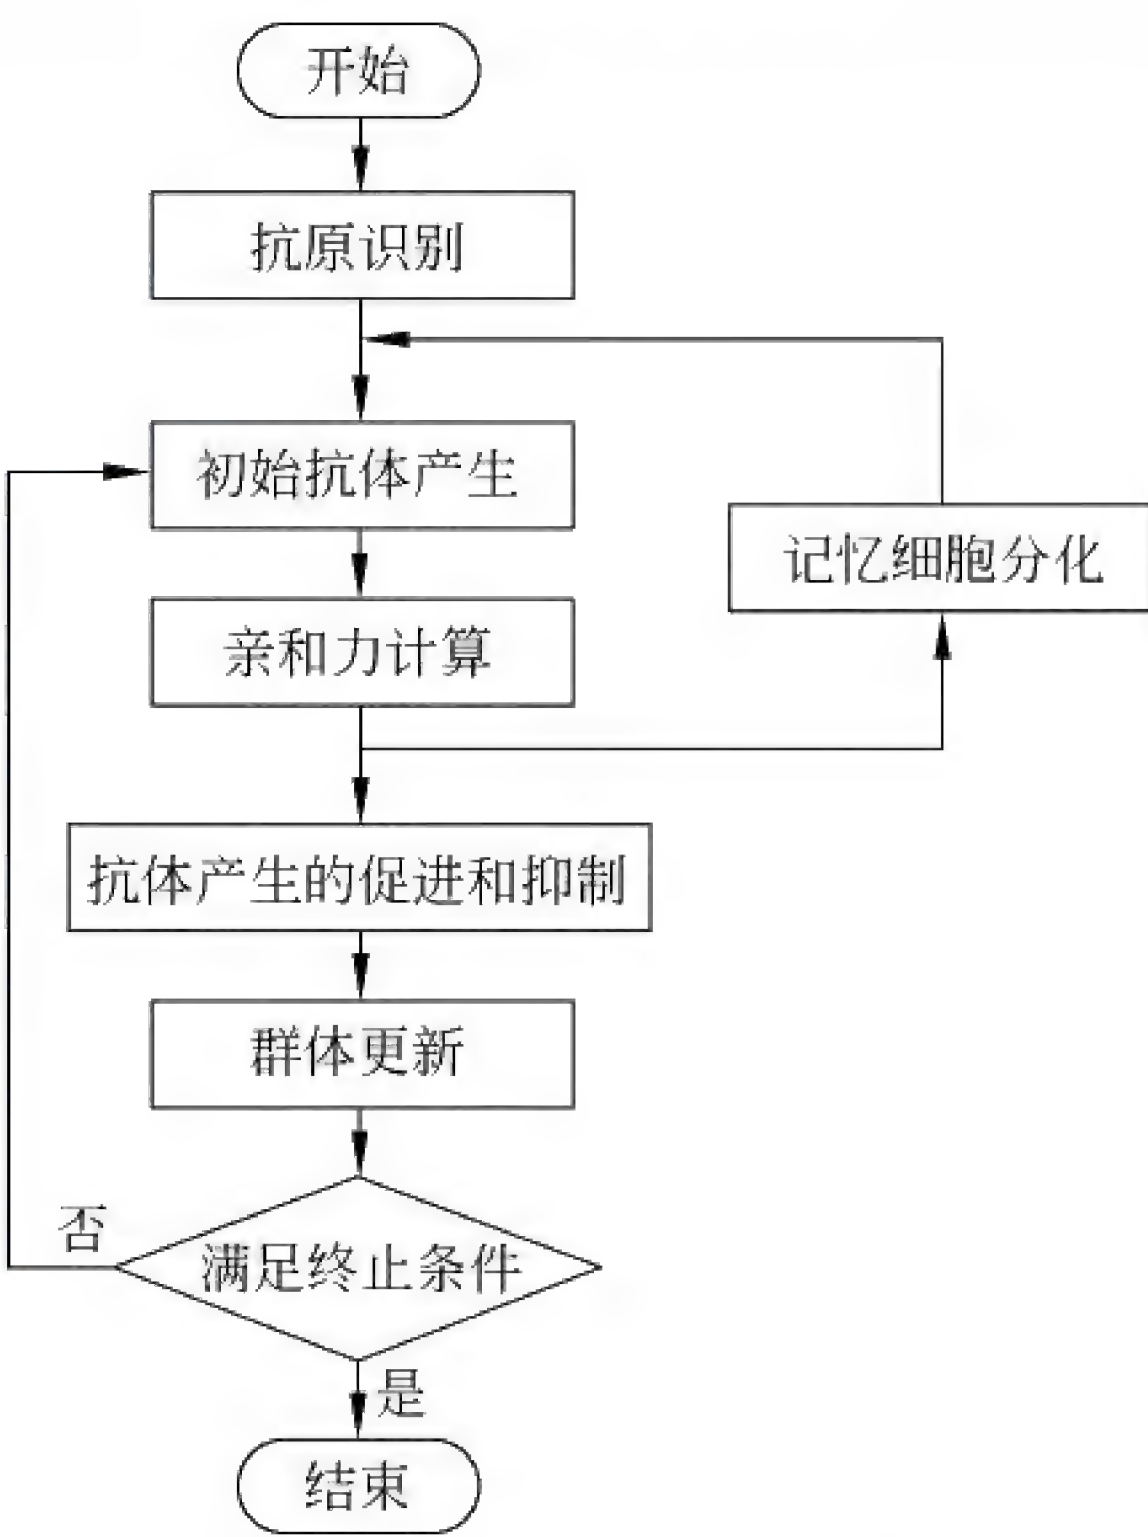 开始
抗原识别
初始抗体产生
记忆细胞分化
亲和力计算
抗体产生的促进和抑制
群体更新
否
满足终止条件
是
结束